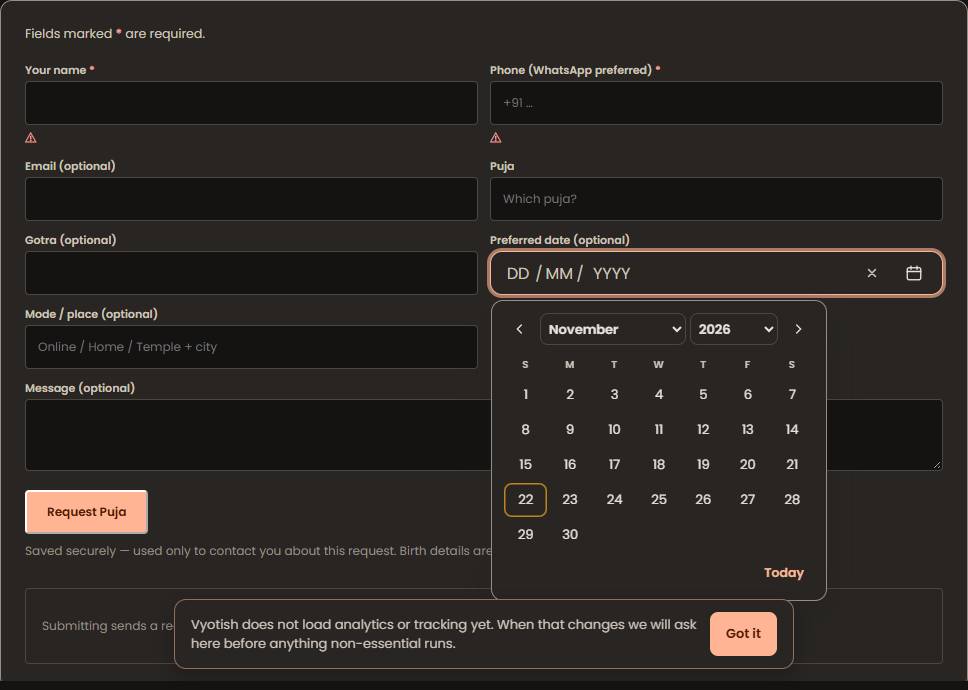 Fields marked * are required.
Your name *
Phone (WhatsApp preferred) *
+91 …
Email (optional)
Puja
Which puja?
Gotra (optional)
Preferred date (optional)
DD / MM / YYYY
Mode / place (optional)
Online / Home / Temple + city
November 2026
S M T W T F S
1 2 3 4 5 6 7
8 9 10 11 12 13 14
15 16 17 18 19 20 21
22 23 24 25 26 27 28
29 30
Today
Message (optional)
Request Puja
Saved securely — used only to contact you about this request. Birth details are
Submitting sends a re
Vyotish does not load analytics or tracking yet. When that changes we will ask
here before anything non-essential runs.
Got it